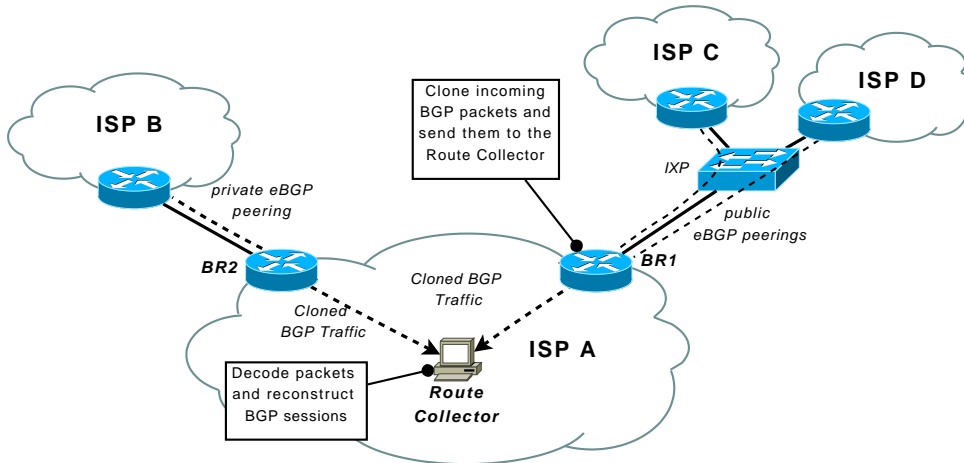 ISP B
private eBGP
peering
BR2
Clone incoming
BGP packets and
send them to the
Route Collector
ISP C
ISP D
IXP
public
eBGP peerings
BR1
Cloned BGP
Traffic
Cloned
BGP Traffic
ISP A
Decode packets
and reconstruct
BGP sessions
Route
Collector